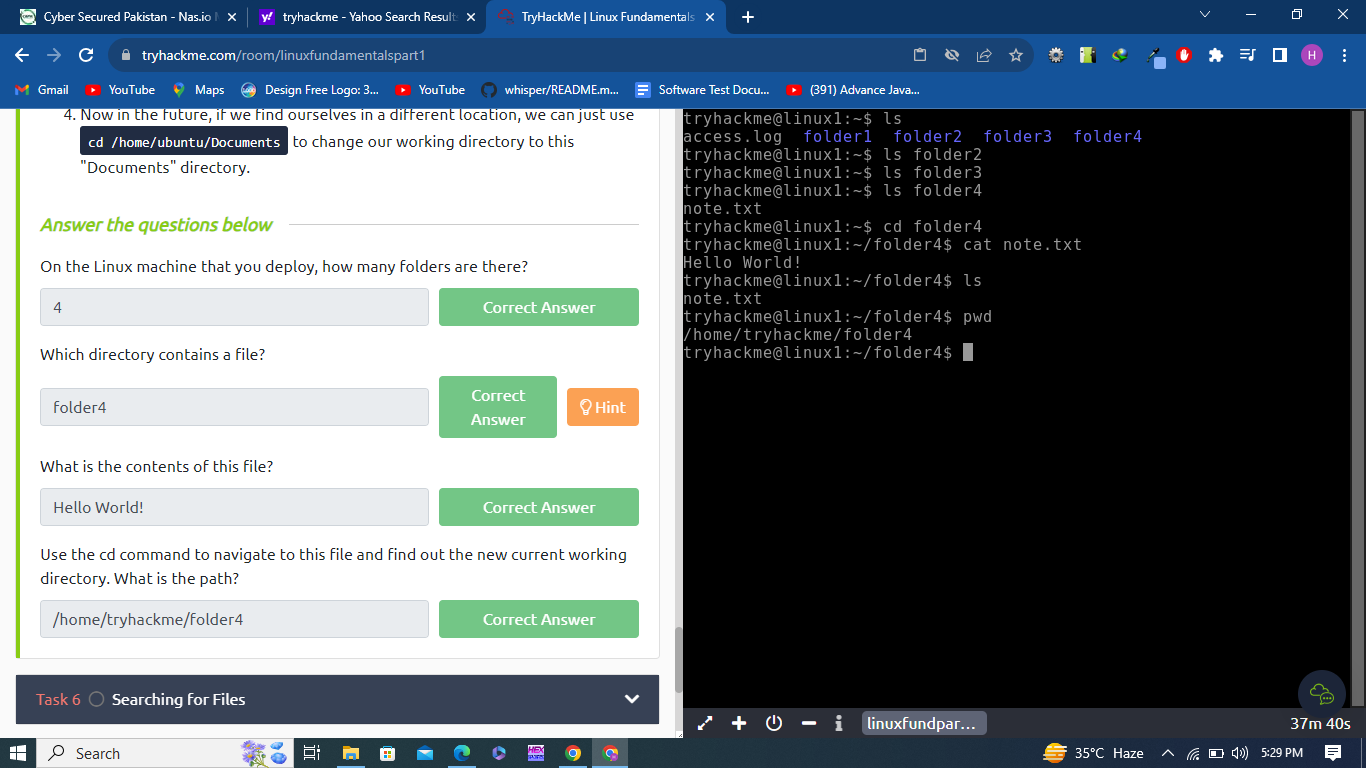 Cyber Secured Pakistan - Nas.io
tryhackme - Yahoo Search Result
TryHackMe | Linux Fundamentals
tryhackme.com/room/linuxfundamentalspart1
H
Gmail
YouTube
Maps
Design Free Logo: 3...
YouTube
whisper/README.m...
Software Test Docu...
(391) Advance Java...
4. Now in the future, if we find ourselves in a different location, we can just use
cd /home/ubuntu/Documents to change our working directory to this
"Documents" directory.
Answer the questions below
On the Linux machine that you deploy, how many folders are there?
4
Correct Answer
Which directory contains a file?
folder4
Correct
Answer
Hint
What is the contents of this file?
Hello World!
Correct Answer
Use the cd command to navigate to this file and find out the new current working
directory. What is the path?
/home/tryhackme/folder4
Correct Answer
Task 6 Searching for Files
tryhackme@linux1:~$ ls
access.log folder1 folder2 folder3 folder4
tryhackme@linux1:~$ ls folder2
tryhackme@linux1:~$ ls folder3
tryhackme@linux1:~$ ls folder4
note.txt
tryhackme@linux1:~$ cd folder4
tryhackme@linux1:~/folder4$ cat note.txt
Hello World!
tryhackme@linux1:~/folder4$ ls
note.txt
tryhackme@linux1:~/folder4$ pwd
/home/tryhackme/folder4
tryhackme@linux1:~/folder4$
linuxfundpar...
37m 40s
Search
35°C Haze
5:29 PM